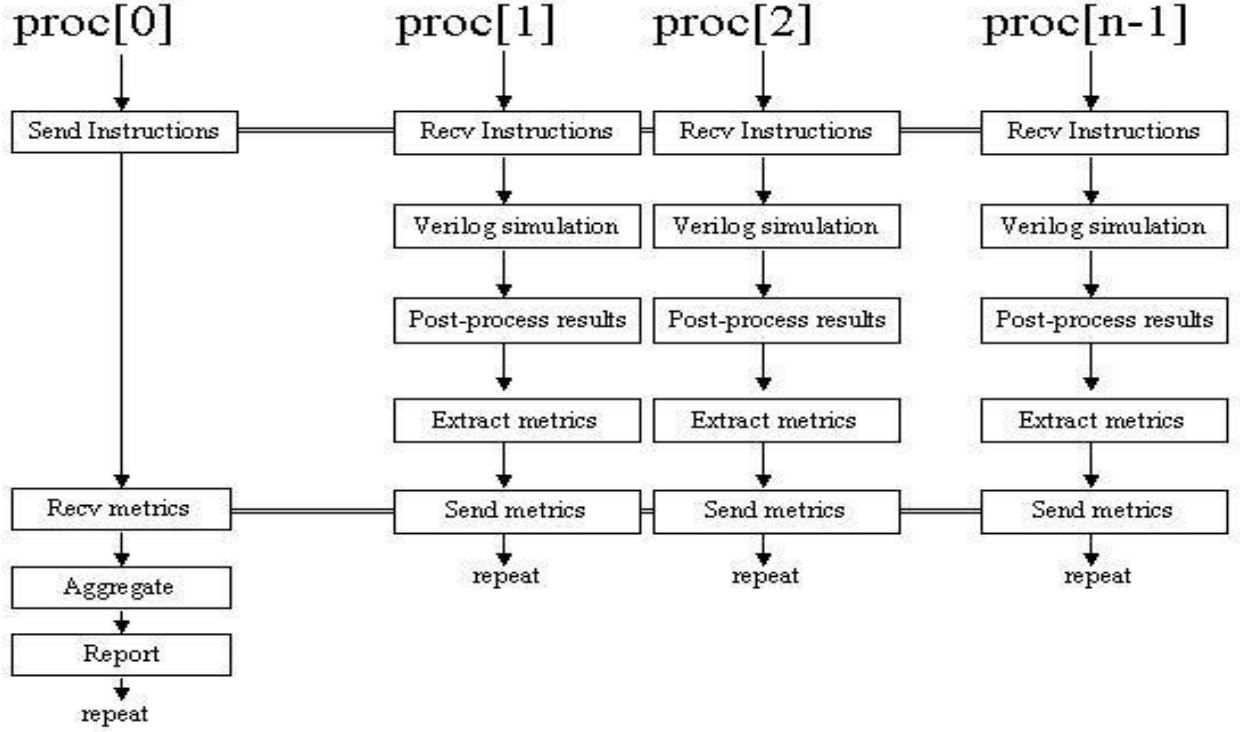 proc[0]
proc[1]
proc[2]
proc[n-1]
Send Instructions
Recv Instructions
Recv Instructions
Recv Instructions
Verilog simulation
Verilog simulation
Verilog simulation
Post-process results
Post-process results
Post-process results
Extract metrics
Extract metrics
Extract metrics
Recv metrics
Send metrics
Send metrics
Send metrics
Aggregate
repeat
repeat
repeat
Report
repeat